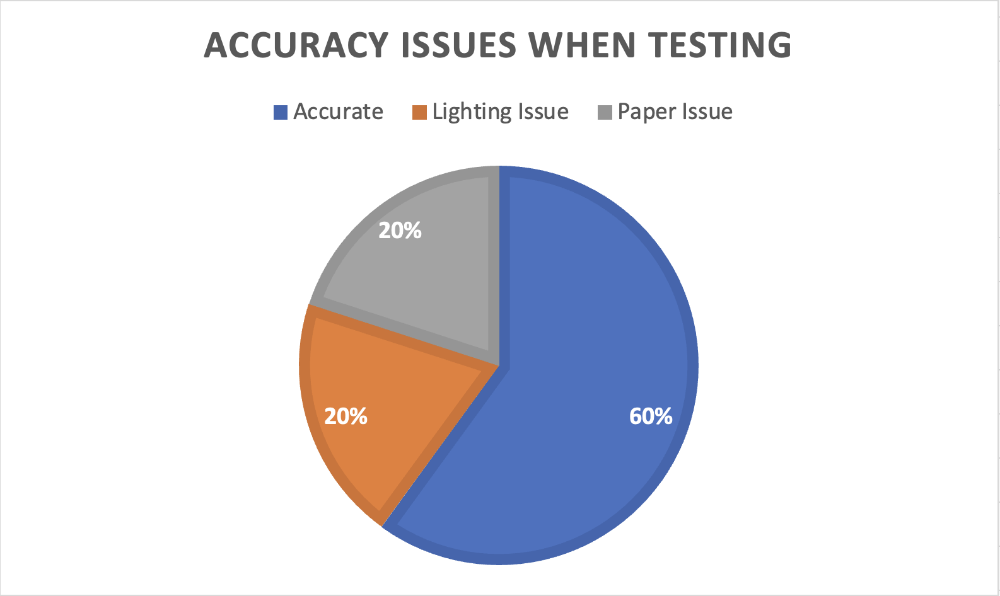 ACCURACY ISSUES WHEN TESTING
Accurate Lighting Issue Paper Issue
20%
20%
60%